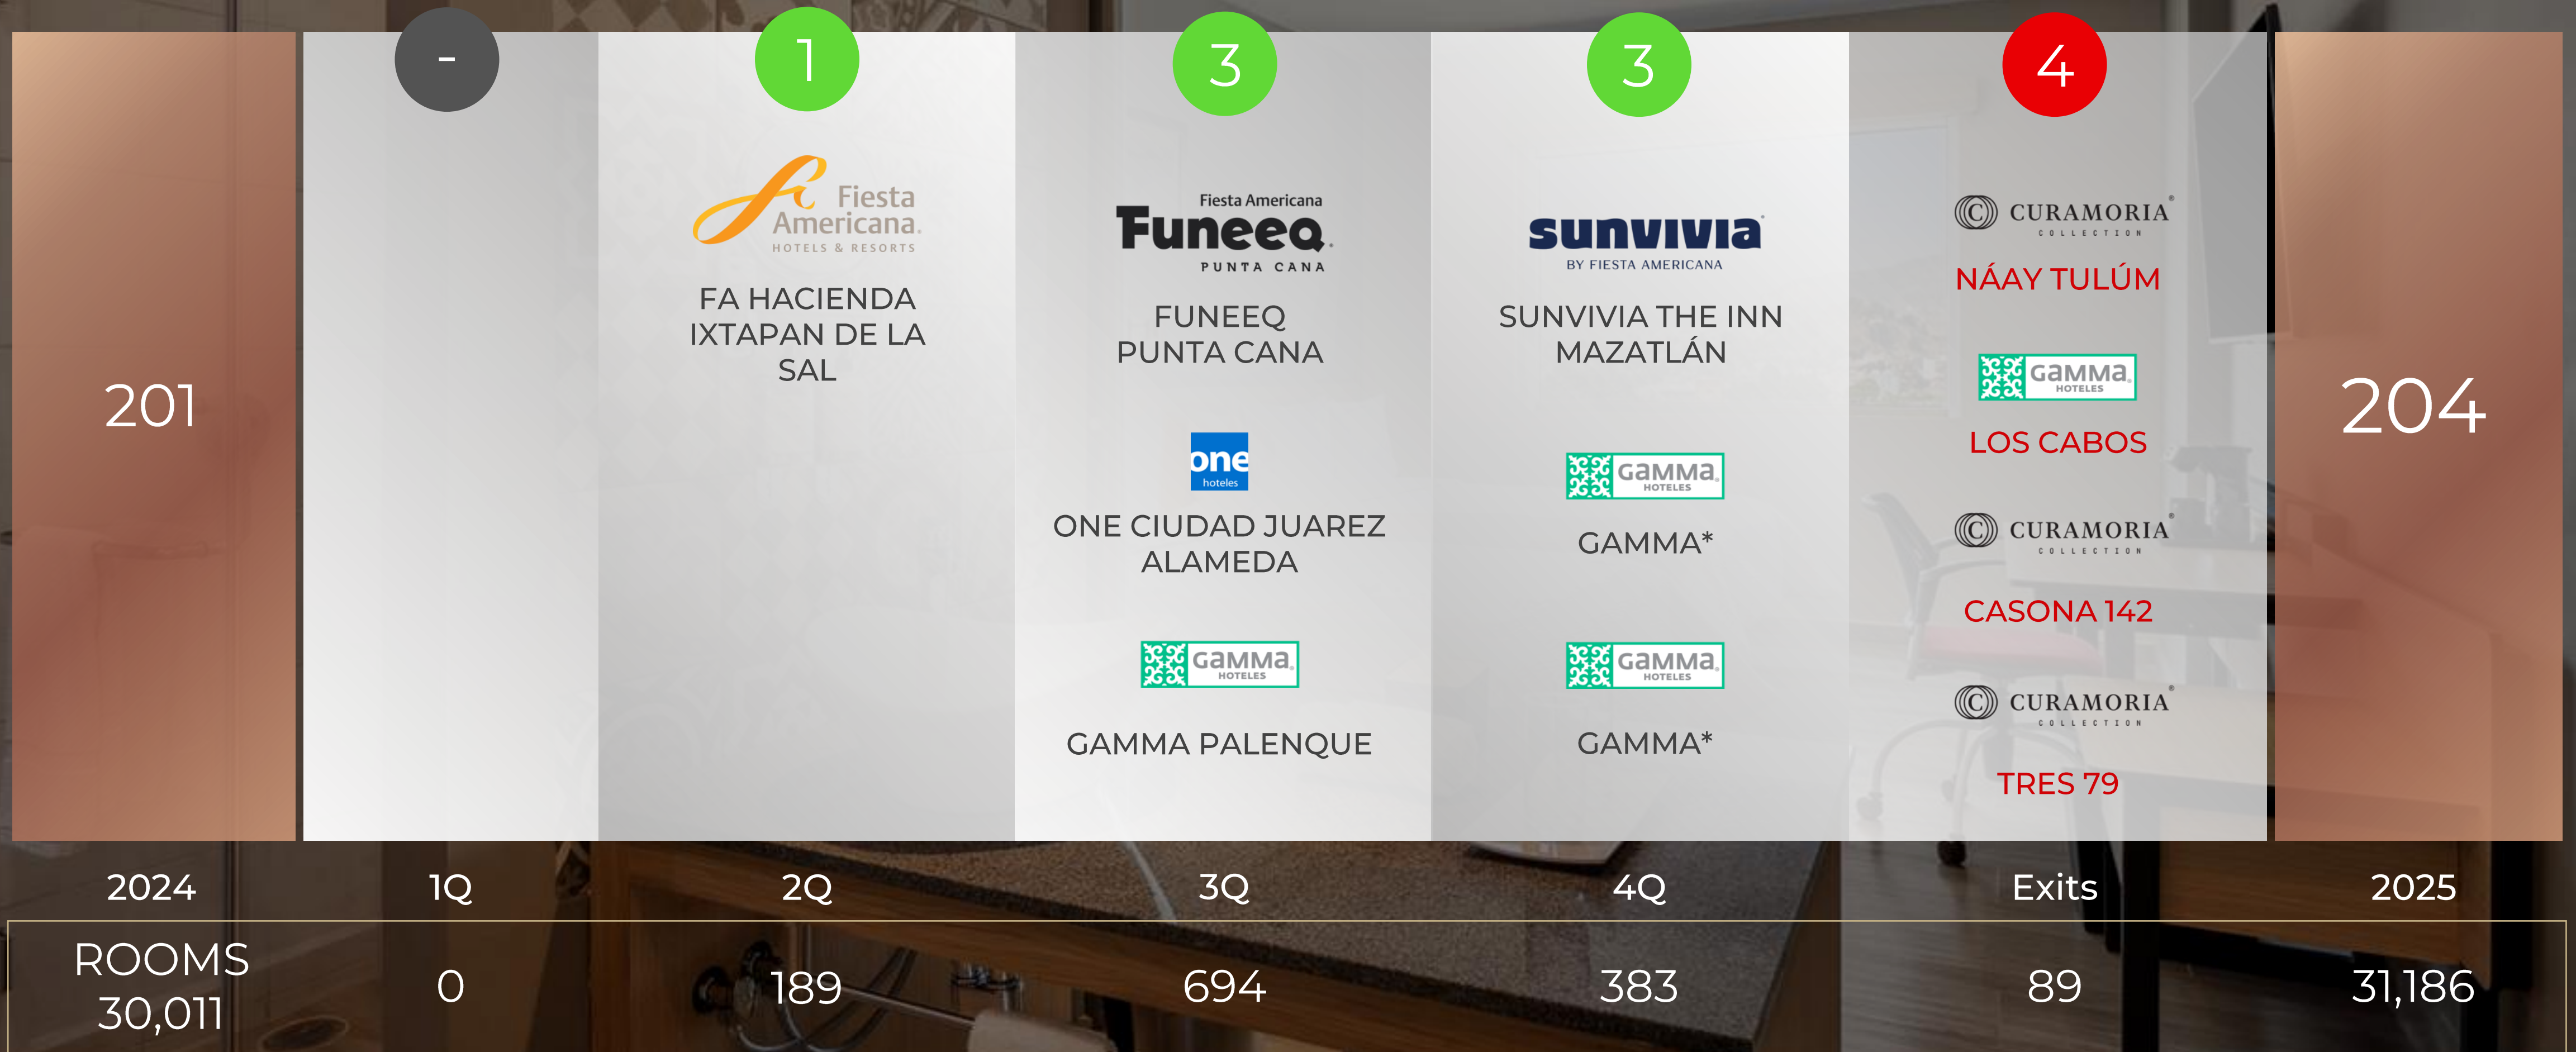 201
-
1
Fiesta
Americana.
HOTELS & RESORTS
FA HACIENDA
IXTAPAN DE LA
SAL
3
Fiesta Americana
Funeeq.
PUNTA CANA
FUNEEQ
PUNTA CANA
one
hoteles
ONE CIUDAD JUAREZ
ALAMEDA
GAMMA.
HOTELES
GAMMA PALENQUE
3
sunvivia
BY FIESTA AMERICANA
SUNVIVIA THE INN
MAZATLÁN
GAMMA.
HOTELES
GAMMA*
GAMMA.
HOTELES
GAMMA*
4
C CURAMORIA®
COLLECTION
NÁAY TULÚM
GAMMA.
HOTELES
LOS CABOS
C CURAMORIA®
COLLECTION
CASONA 142
C CURAMORIA®
COLLECTION
TRES 79
204
2024 1Q 2Q 3Q 4Q Exits 2025
ROOMS
30,011 0 189 694 383 89 31,186